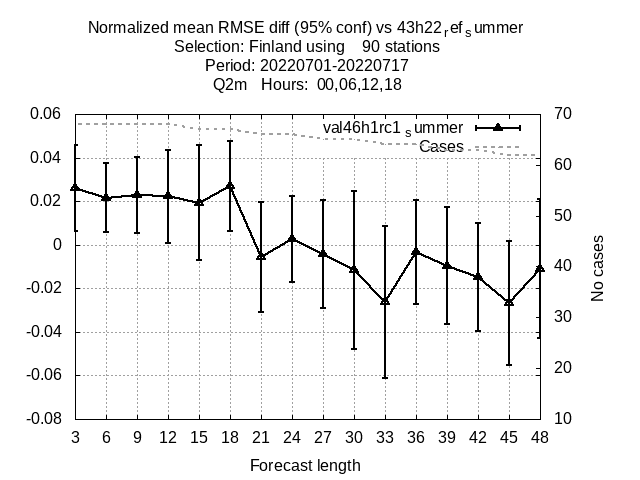 Normalized mean RMSE diff (95% conf) vs 43h22refsummer
Selection: Finland using    90 stations
Period: 20220701-20220717
Q2m   Hours:  00,06,12,18
val46h1rc1summer
Cases
0.06
0.04
0.02
0
-0.02
-0.04
-0.06
-0.08
70
60
50
40
30
20
10
No cases
3 6 9 12 15 18 21 24 27 30 33 36 39 42 45 48
Forecast length